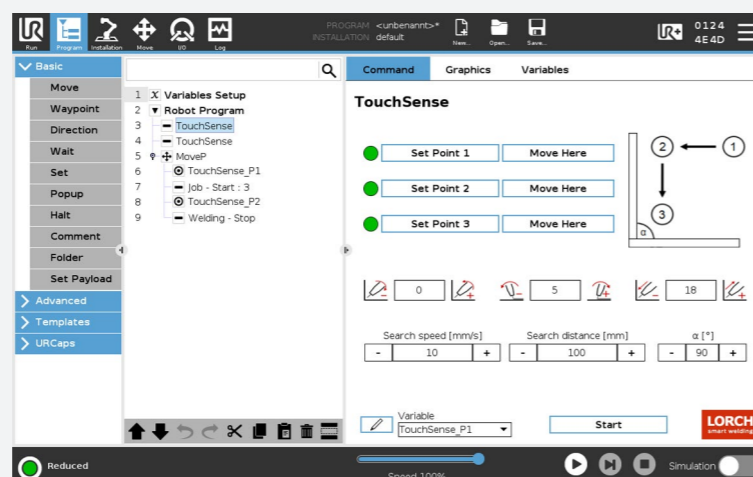 UR
PROGRAM <unbenannt>*
INSTALLATION default
Run Program Installation Move I/O Log
New... Open... Save...
UR+
0124
4E4D
Basic
Move
Waypoint
Direction
Wait
Set
Popup
Halt
Comment
Folder
Set Payload
Advanced
Templates
URCaps
1 X Variables Setup
2 Robot Program
3 TouchSense
4 TouchSense
5 MoveP
6 TouchSense_P1
7 Job - Start : 3
8 TouchSense_P2
9 Welding - Stop
Command Graphics Variables
TouchSense
Set Point 1 Move Here
Set Point 2 Move Here
Set Point 3 Move Here
2 1
3
α
0 5 18
Search speed [mm/s] Search distance [mm] α [°]
- 10 + - 100 + - 90 +
Variable
TouchSense_P1
Start
LORCH
smart welding
Reduced
Speed 100%
Simulation